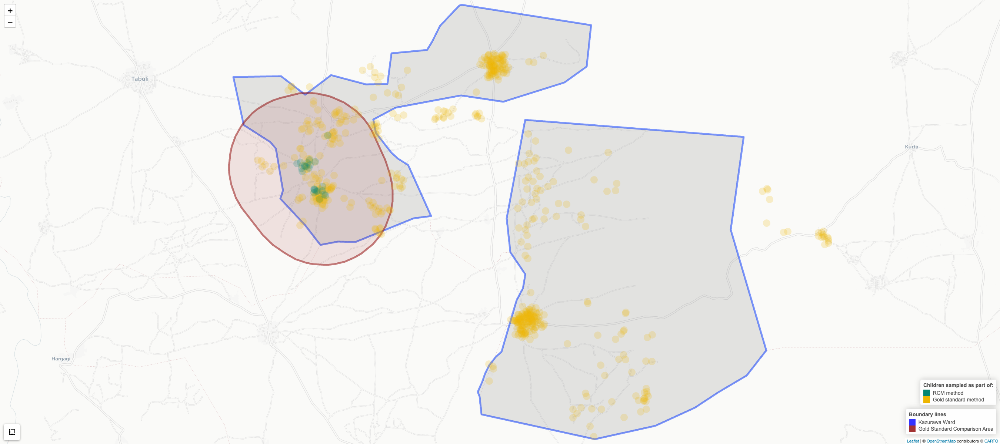 +
−
Tabuli
Kurta
Hargagi
Children sampled as part of:
RCM method
Gold standard method
Boundary lines
Kazurawa Ward
Gold Standard Comparison Area
Leaflet | © OpenStreetMap contributors © CARTO